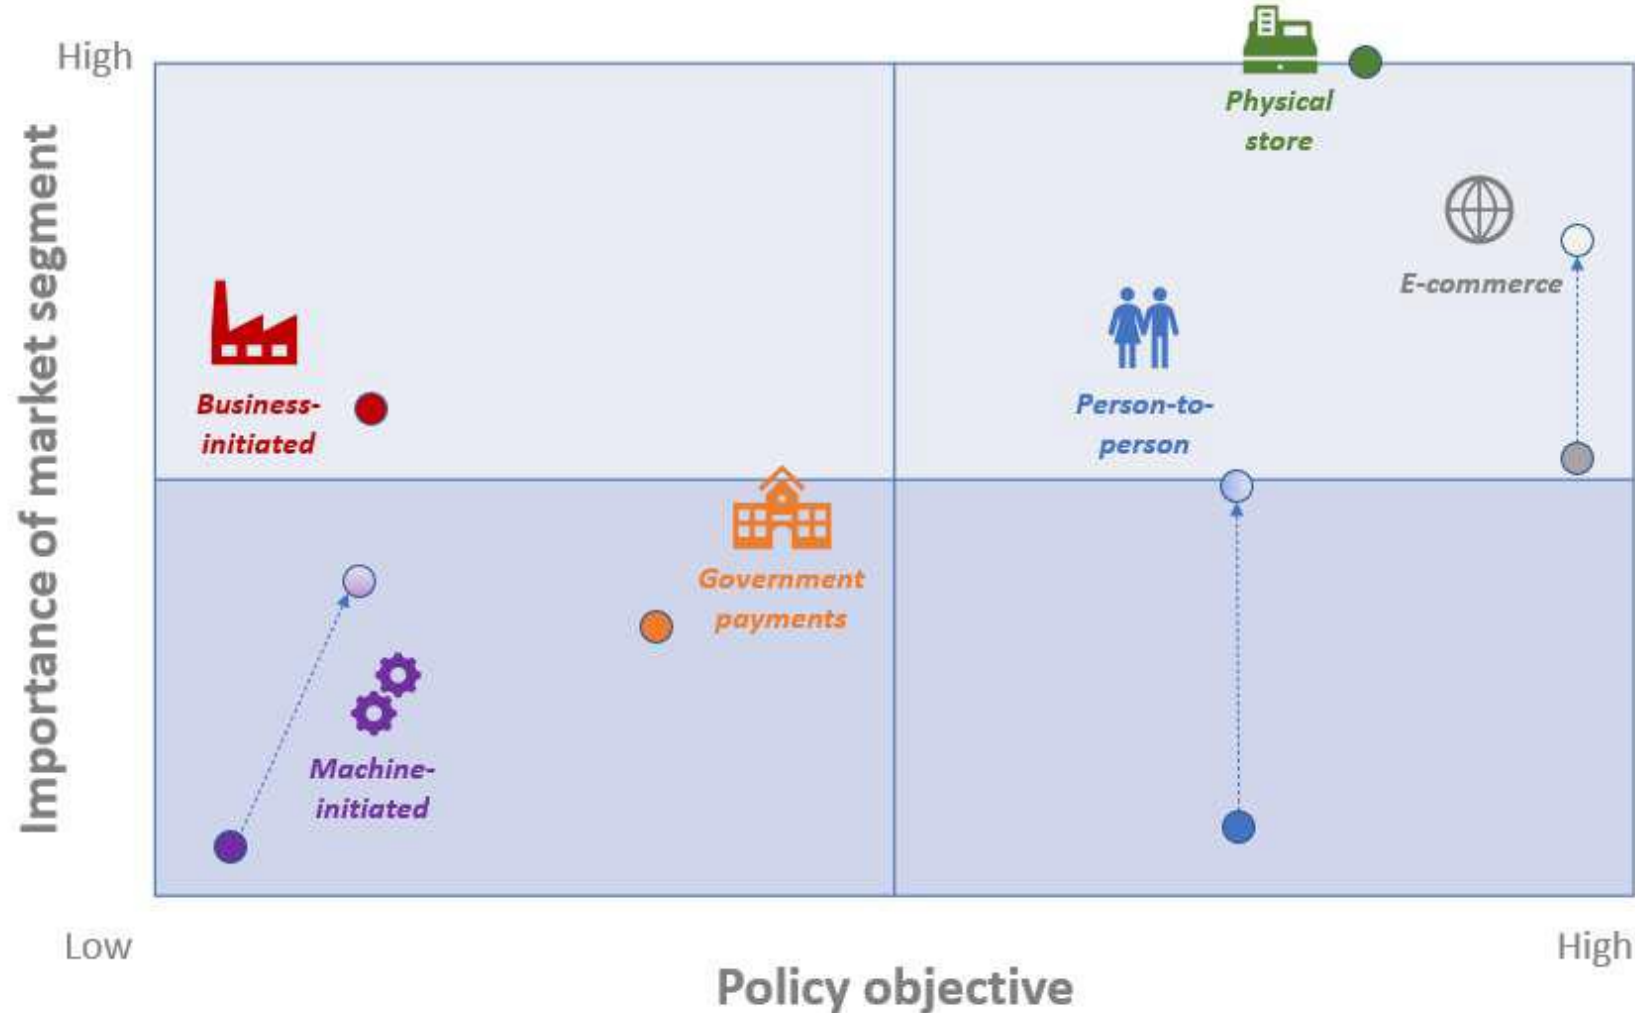 High
Physical
store
E-commerce
Business-
initiated
Person-to-
person
Importance of market segment
Government
payments
Machine-
initiated
Low
High
Policy objective